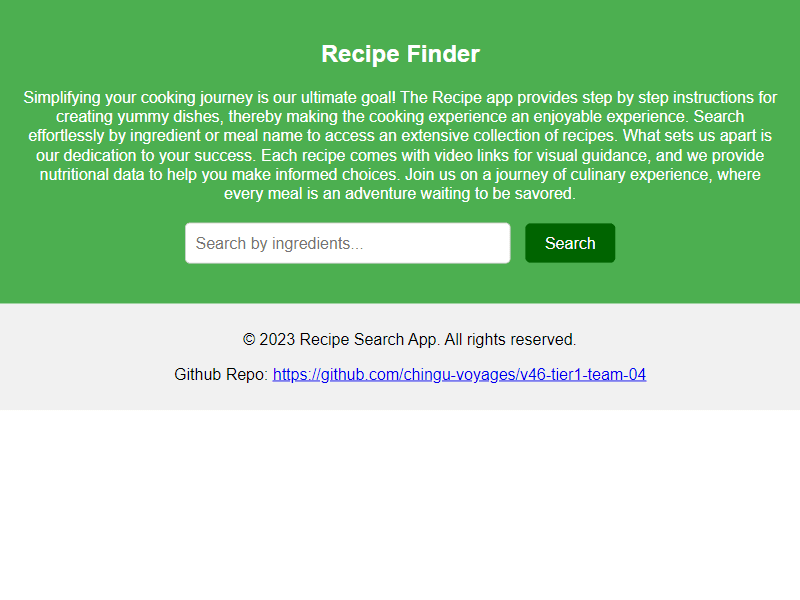 Recipe Finder
Simplifying your cooking journey is our ultimate goal! The Recipe app provides step by step instructions for
creating yummy dishes, thereby making the cooking experience an enjoyable experience. Search
effortlessly by ingredient or meal name to access an extensive collection of recipes. What sets us apart is
our dedication to your success. Each recipe comes with video links for visual guidance, and we provide
nutritional data to help you make informed choices. Join us on a journey of culinary experience, where
every meal is an adventure waiting to be savored.
Search by ingredients... Search
© 2023 Recipe Search App. All rights reserved.
Github Repo: https://github.com/chingu-voyages/v46-tier1-team-04